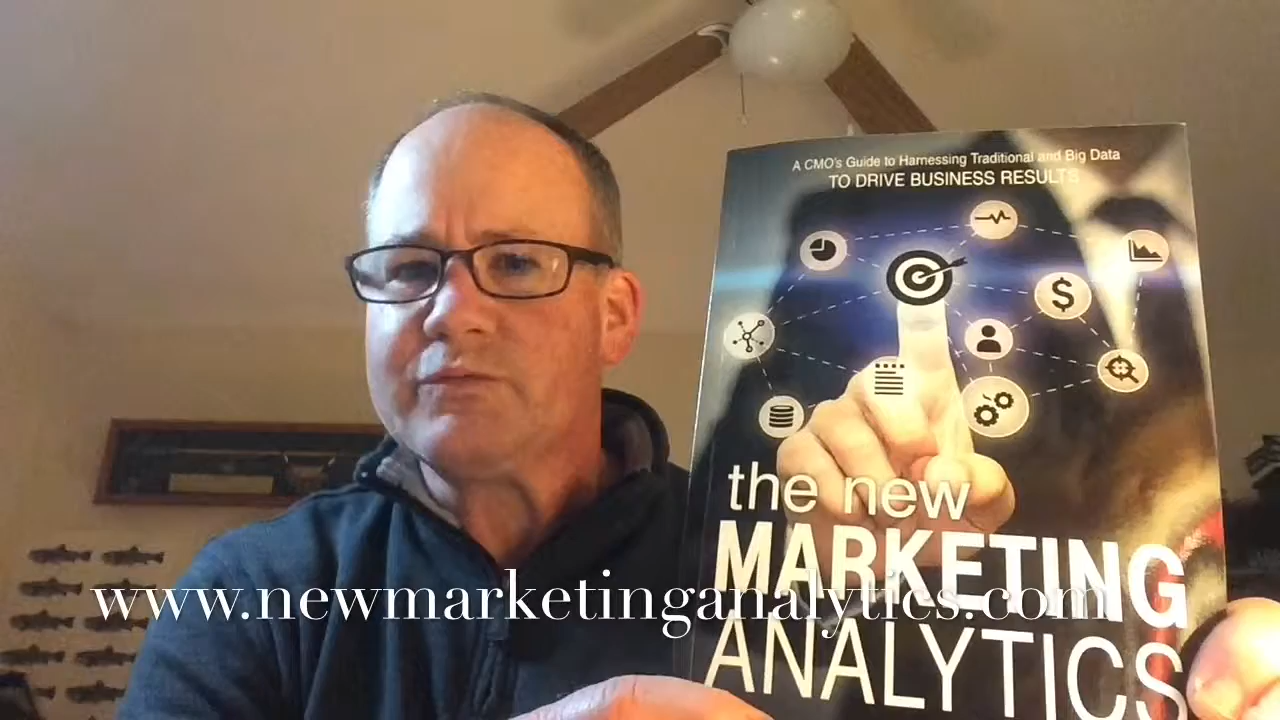 A CMO's Guide to Harnessing Traditional and Big Data
TO DRIVE BUSINESS RESULTS
the new
MARKETING
www.newmarketinganalytics.com
ANALYTICS